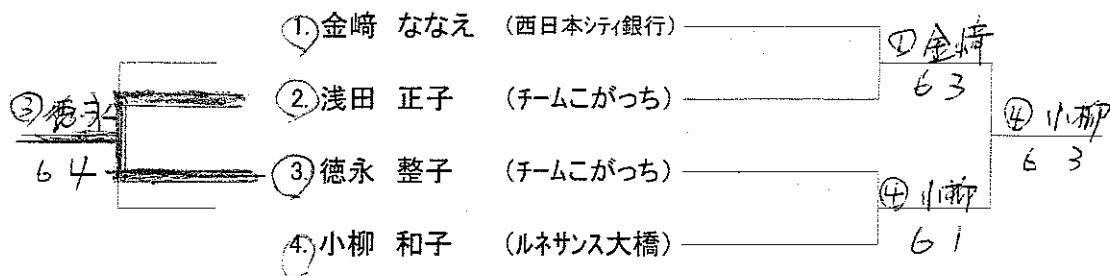 1. 金﨑 ななえ (西日本シティ銀行)
① 金﨑
6 3
2. 浅田 正子 (チームこがっち)
③ 徳永
6 4
④ 小柳
6 3
3. 徳永 整子 (チームこがっち)
④ 小柳
6 1
4. 小柳 和子 (ルネサンス大橋)